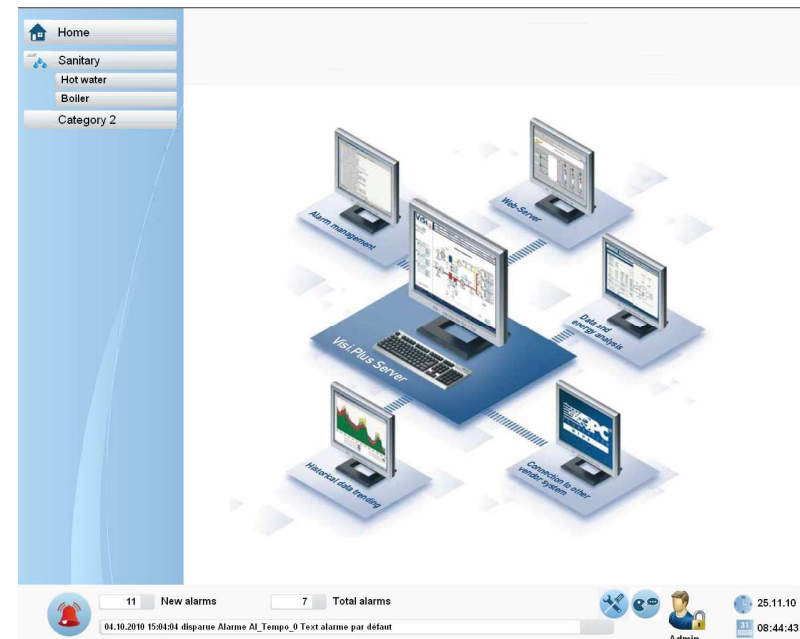 Home
Sanitary
Hot water
Boiler
Category 2
Alarm management
Web-Server
Data and
energy analysis
Visi.Plus Server
Historical data trending
Connection to other
vendor system
11 New alarms 7 Total alarms
04.10.2010 15:04:04 disparue Alarme Al_Tempo_0 Text alarme par défaut
Admin
25.11.10
31 08:44:43